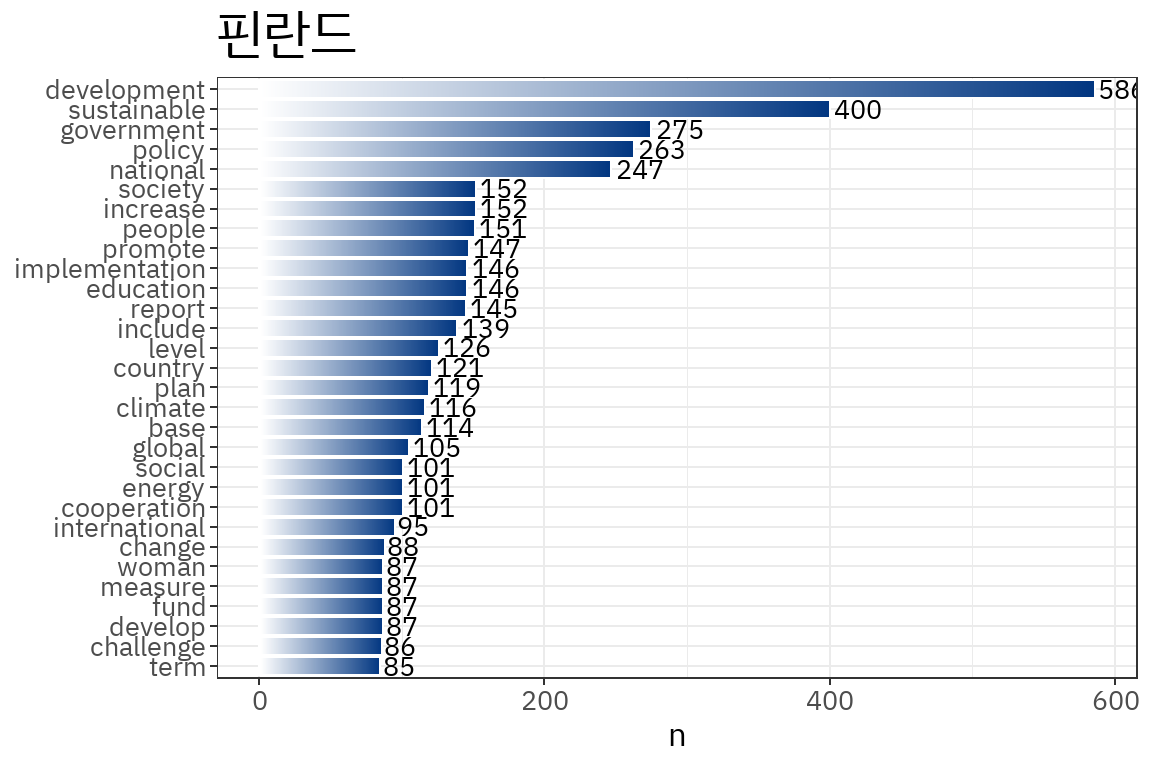 핀란드
development 586
sustainable 400
government 275
policy 263
national 247
society 152
increase 152
people 151
promote 147
implementation 146
education 146
report 145
include 139
level 126
country 121
plan 119
climate 116
base 114
global 105
social 101
energy 101
cooperation 101
international 95
change 88
woman 87
measure 87
fund 87
develop 87
challenge 86
term 85
0 200 400 600
n